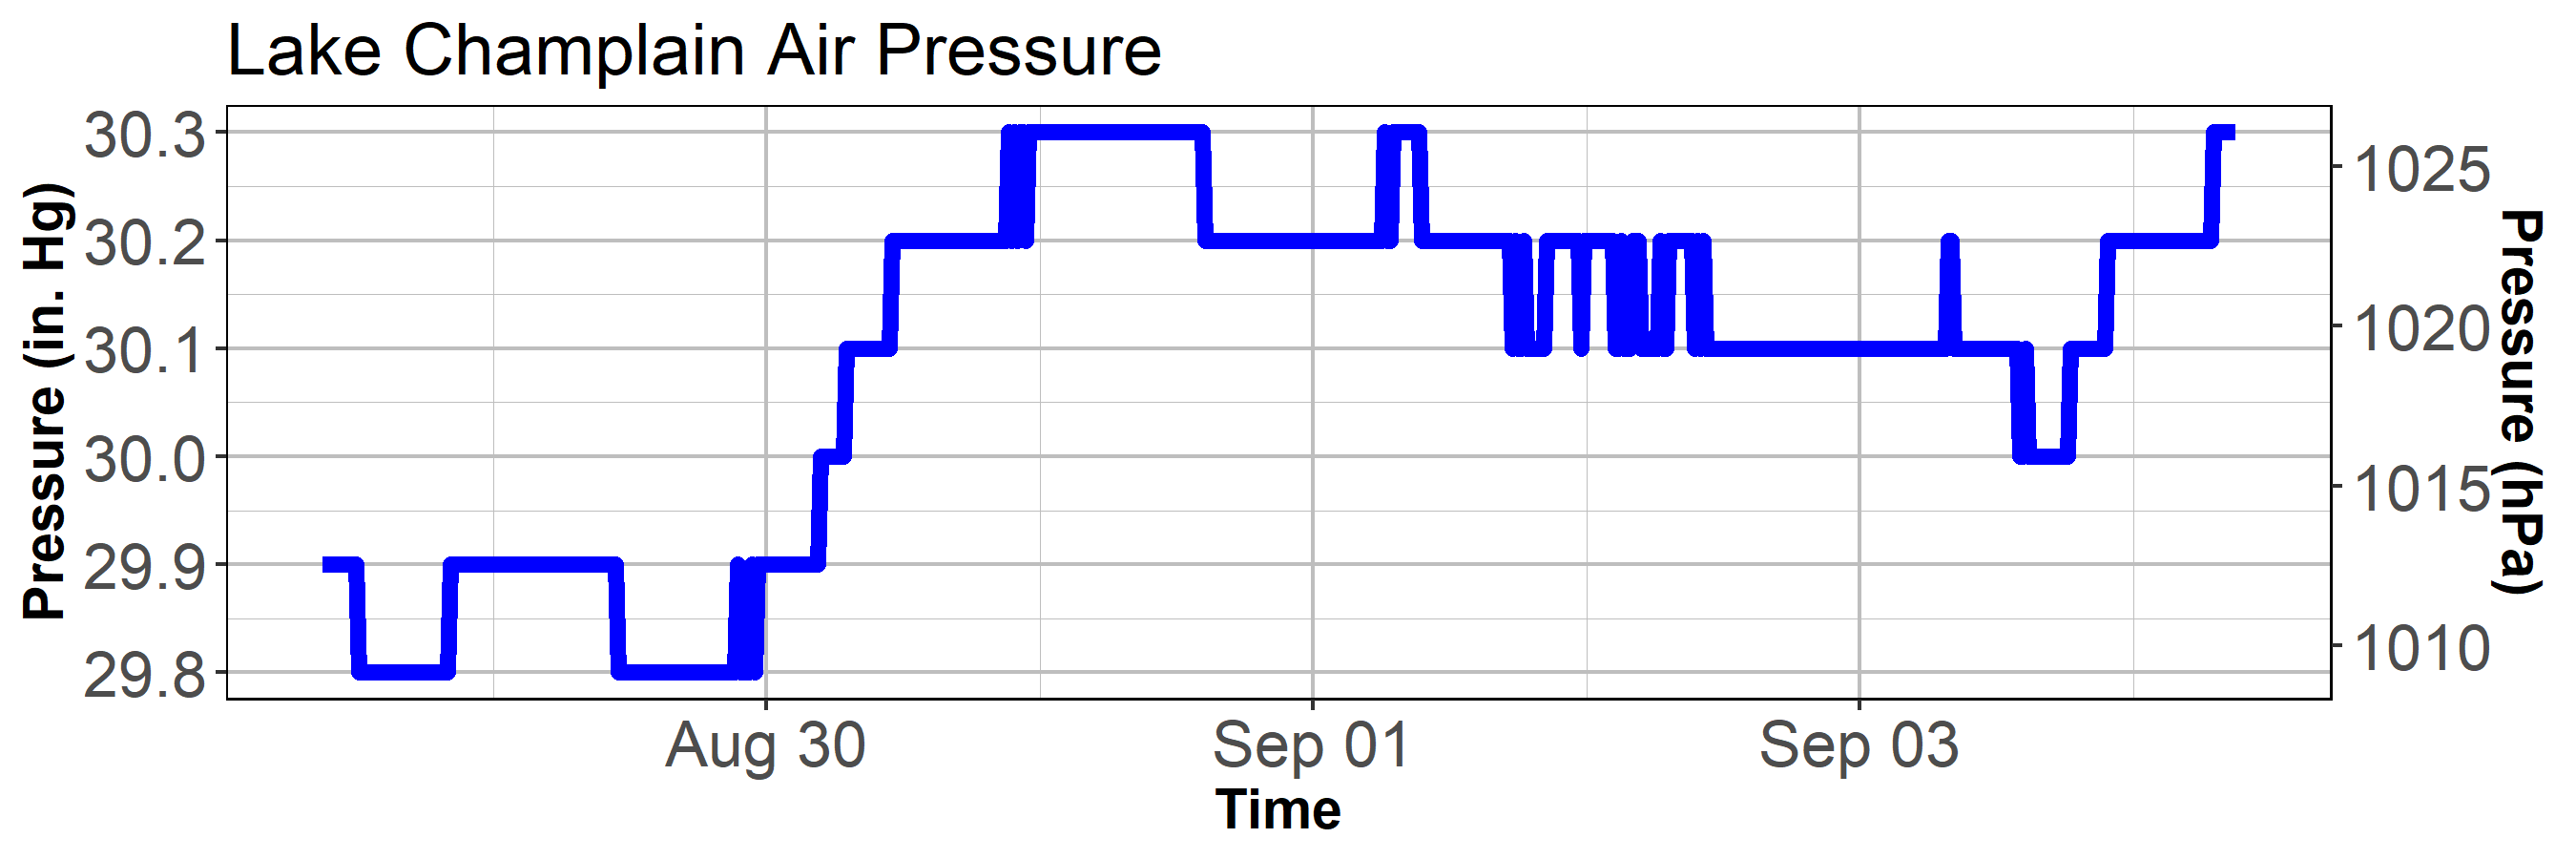 Lake Champlain Air Pressure
Pressure (in. Hg)
30.3
30.2
30.1
30.0
29.9
29.8
1025
1020
1015
1010
Pressure (hPa)
Aug 30 Sep 01 Sep 03
Time